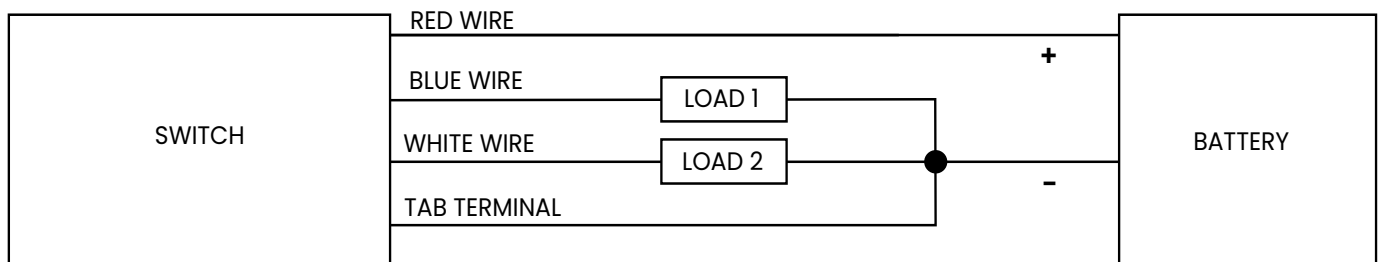 RED WIRE
+
BLUE WIRE
LOAD 1
SWITCH
WHITE WIRE
LOAD 2
BATTERY
-
TAB TERMINAL